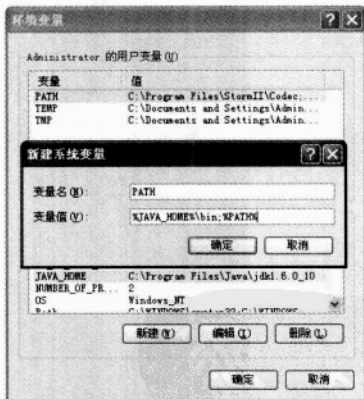 环境变量
Administrator 的用户变量(U)
变量 值
PATH C:\Program Files\StormII\Codec;...
TEMP C:\Documents and Settings\Admin...
TMP C:\Documents and Settings\Admin...
新建系统变量
变量名(N): PATH
变量值(V): %JAVA_HOME%\bin;%PATH%
确定 取消
JAVA_HOME C:\Program Files\Java\jdk1.6.0_10
NUMBER_OF_PR... 2
OS Windows_NT
新建(W) 编辑(I) 删除(L)
确定 取消